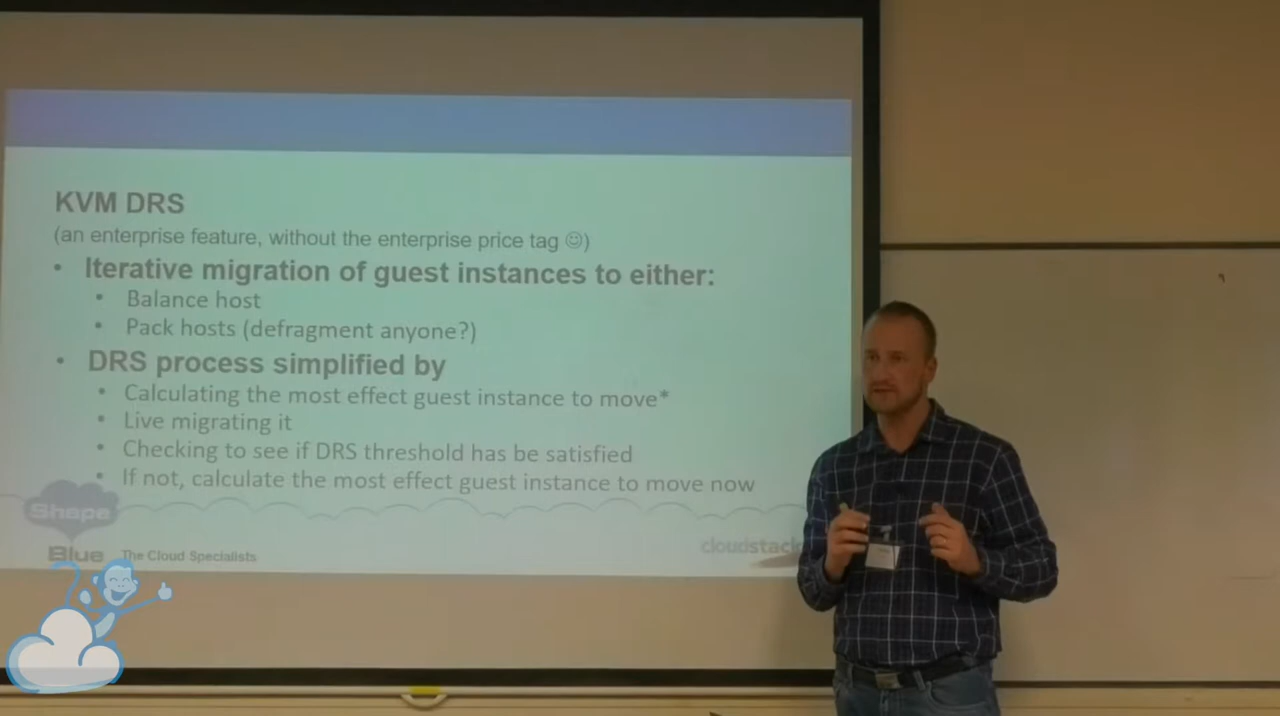 KVM DRS
(an enterprise feature, without the enterprise price tag ☺)
• Iterative migration of guest instances to either:
• Balance host
• Pack hosts (defragment anyone?)
• DRS process simplified by
• Calculating the most effect guest instance to move*
• Live migrating it
• Checking to see if DRS threshold has be satisfied
• If not, calculate the most effect guest instance to move now
Shape
Blue The Cloud Specialists
cloudstack